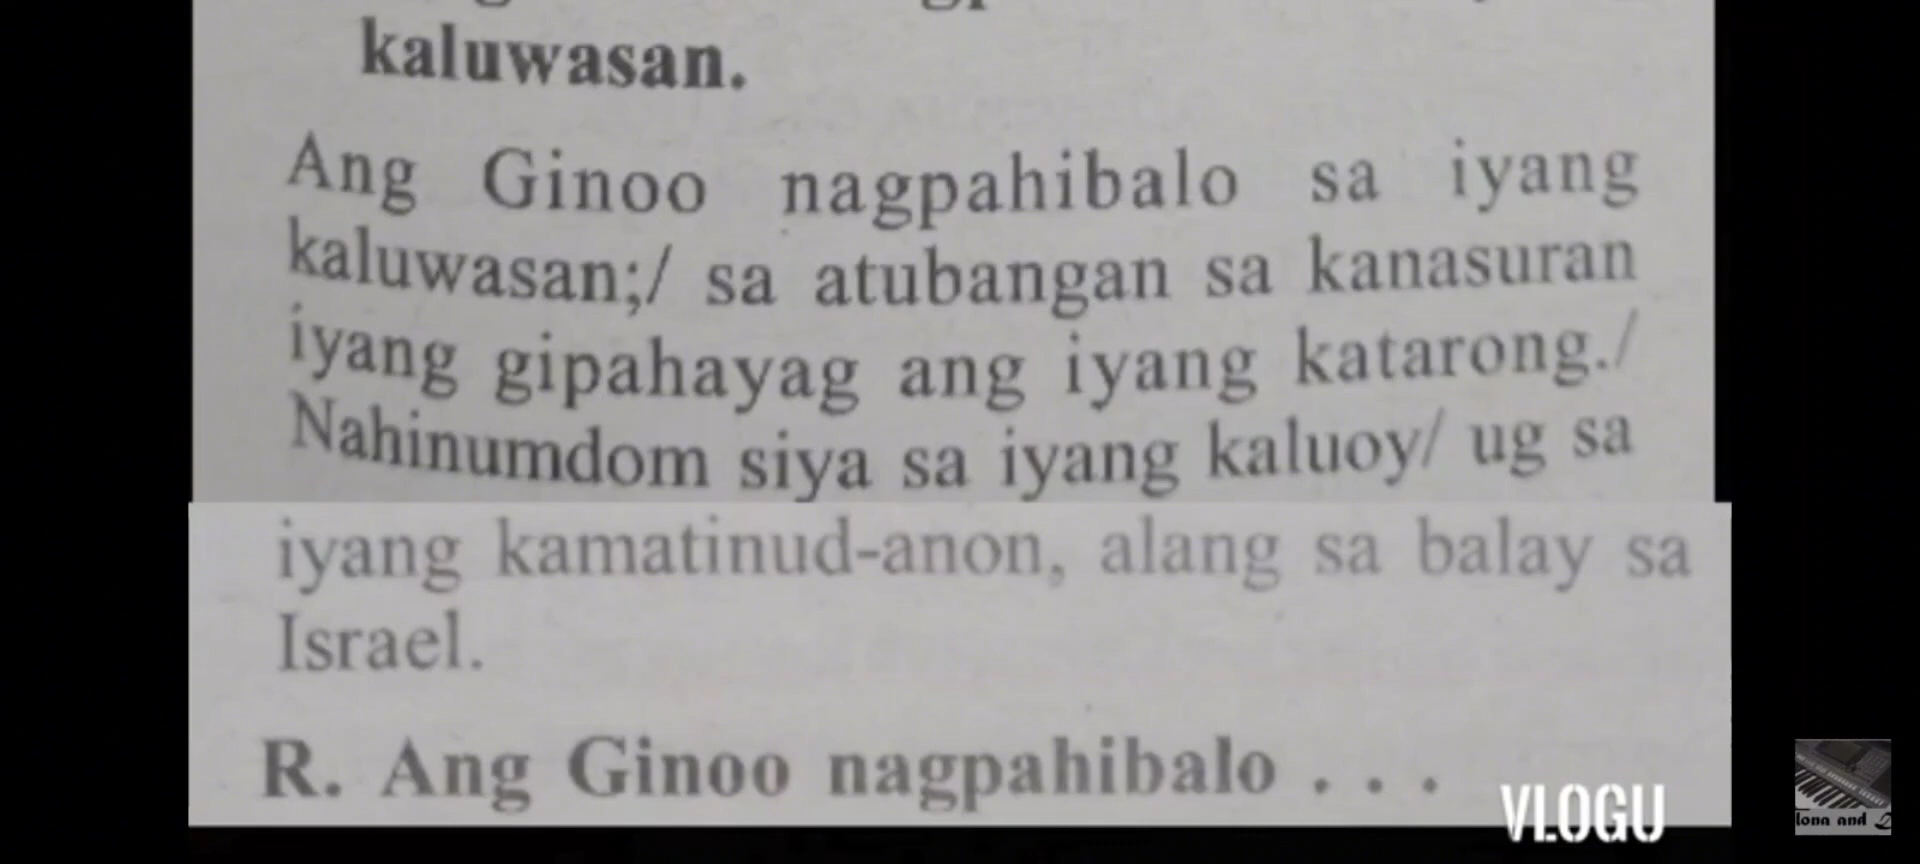 kaluwasan.
Ang Ginoo nagpahibalo sa iyang
kaluwasan;/ sa atubangan sa kanasuran
iyang gipahayag ang iyang katarong./
Nahinumdom siya sa iyang kaluoy/ ug sa
iyang kamatinud-anon, alang sa balay sa
Israel.
R. Ang Ginoo nagpahibalo . . .
VLOGU
and